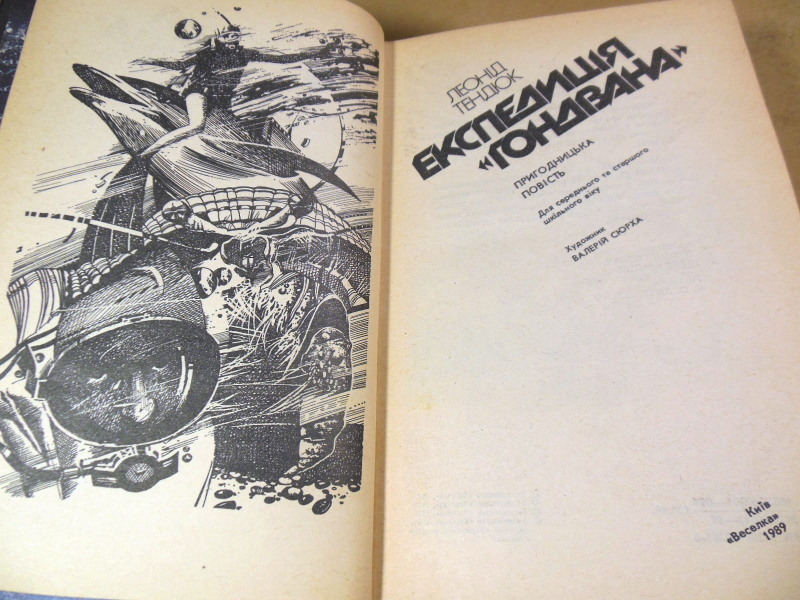 ЛЕОНІД
ТЕНДЮК
ЕКСПЕДИЦІЯ
«ГОНДВАНА»
ПРИГОДНИЦЬКА
ПОВІСТЬ
Для середнього та старшого
шкільного віку
Художник
ВАЛЕРІЙ СЮРХА
Київ
«Веселка»
1989